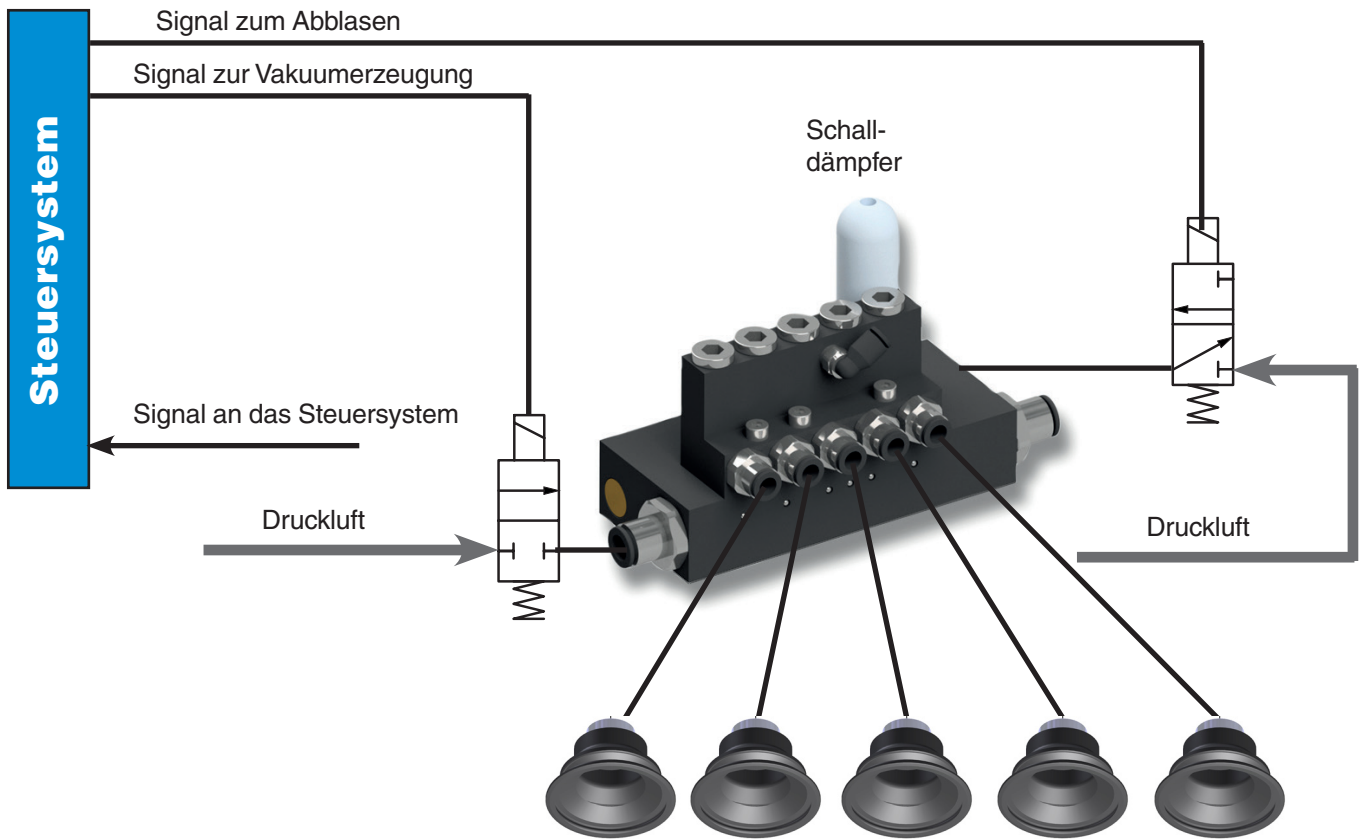 Signal zum Abblasen
Signal zur Vakuumerzeugung
Steuersystem
Schall-
dämpfer
Signal an das Steuersystem
Druckluft
Druckluft